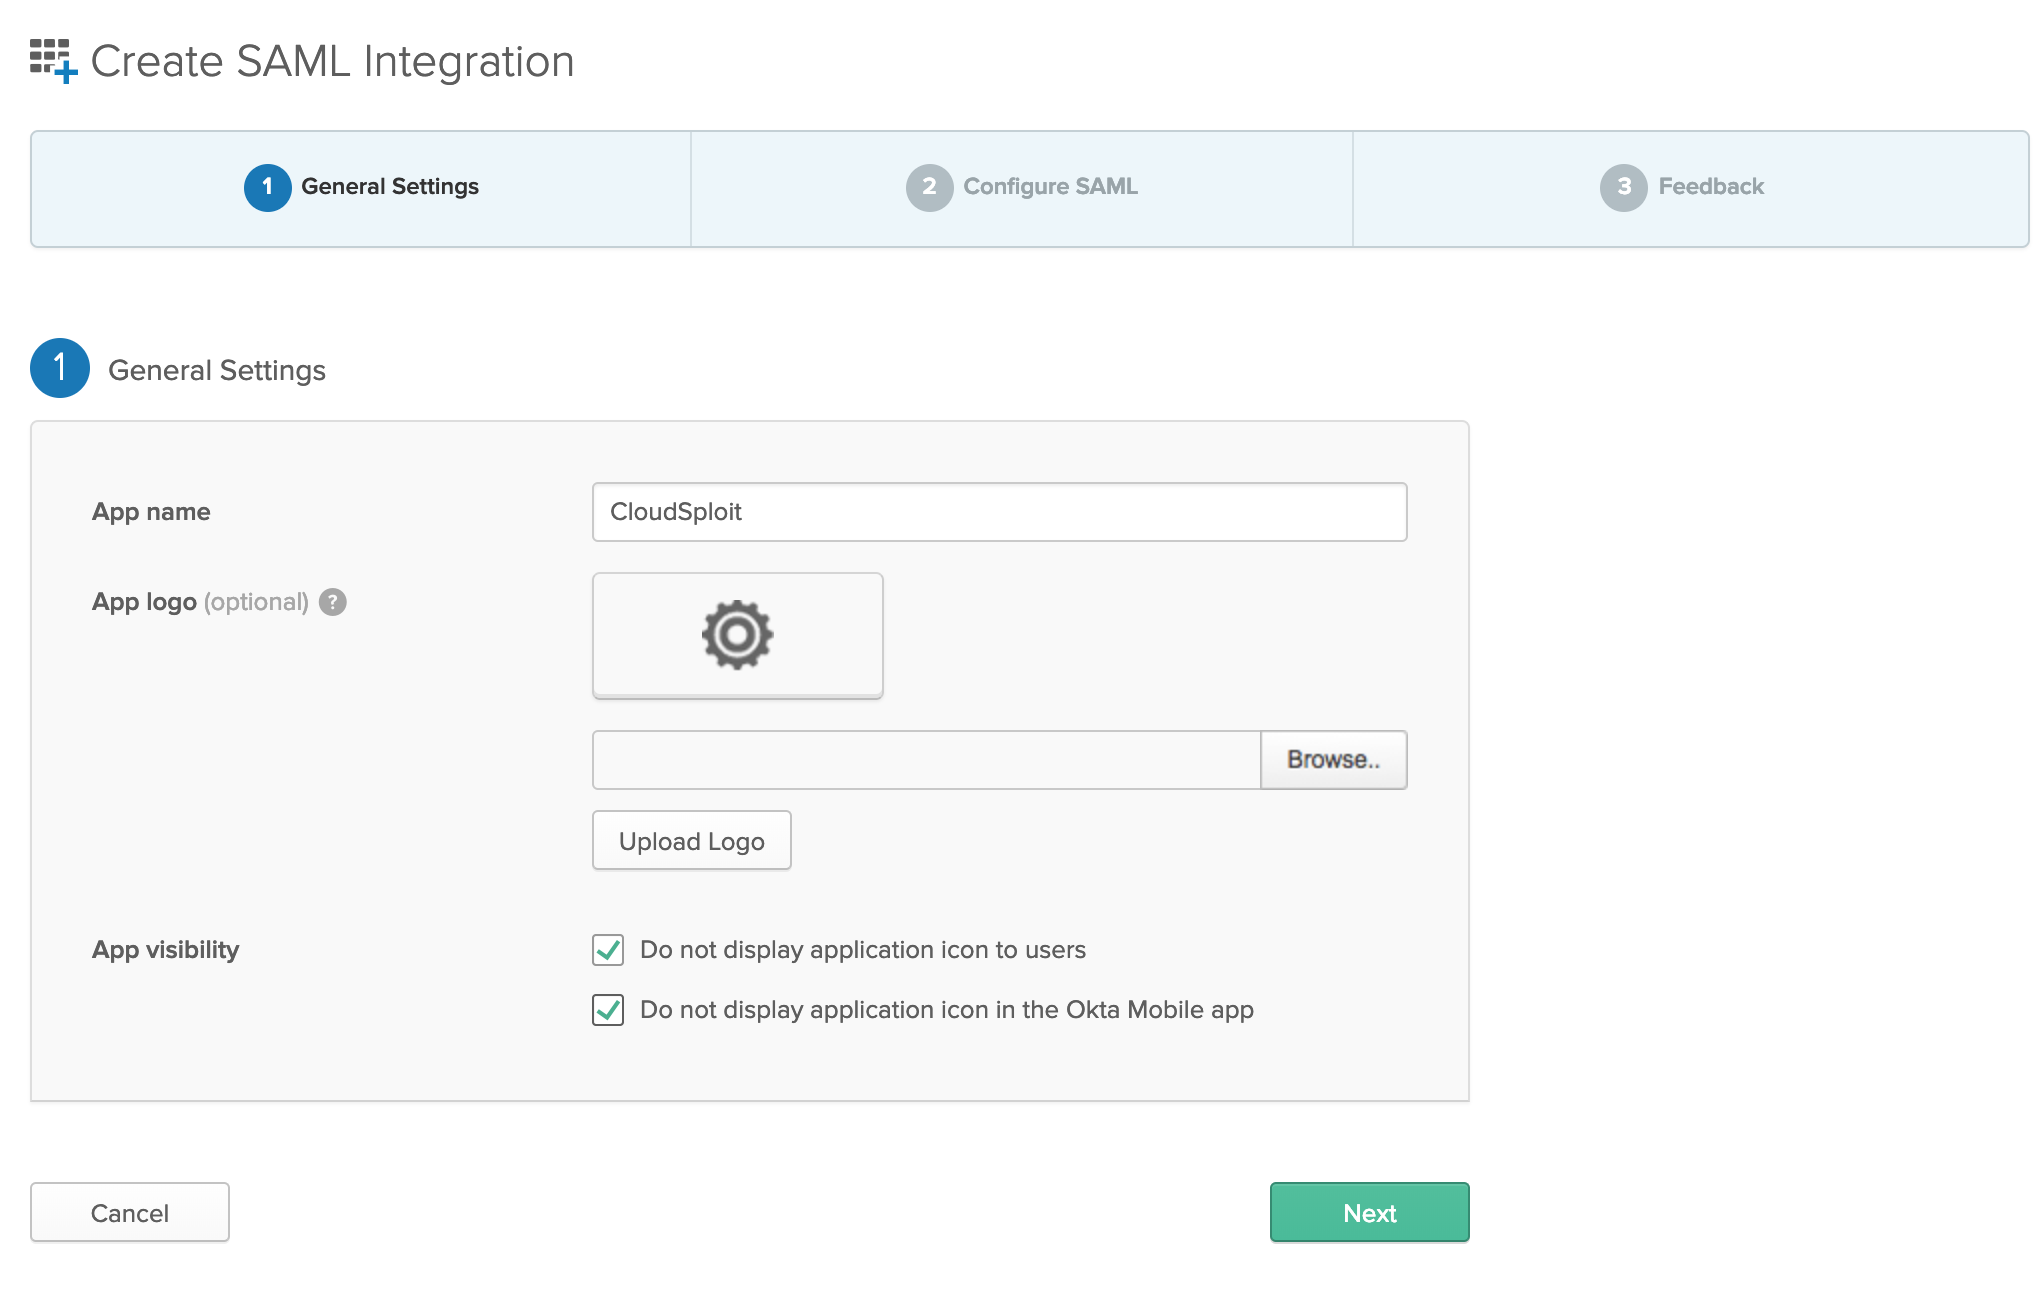 Create SAML Integration
1 General Settings
2 Configure SAML
3 Feedback
1 General Settings
App name
CloudSploit
App logo (optional) ?
Browse..
Upload Logo
App visibility
Do not display application icon to users
Do not display application icon in the Okta Mobile app
Cancel
Next